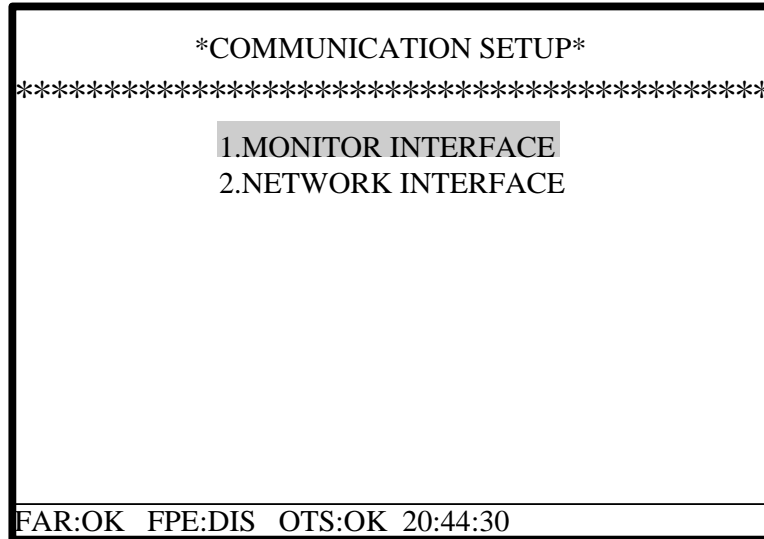 *COMMUNICATION SETUP*
*******************************************
1.MONITOR INTERFACE
2.NETWORK INTERFACE
FAR:OK FPE:DIS OTS:OK 20:44:30